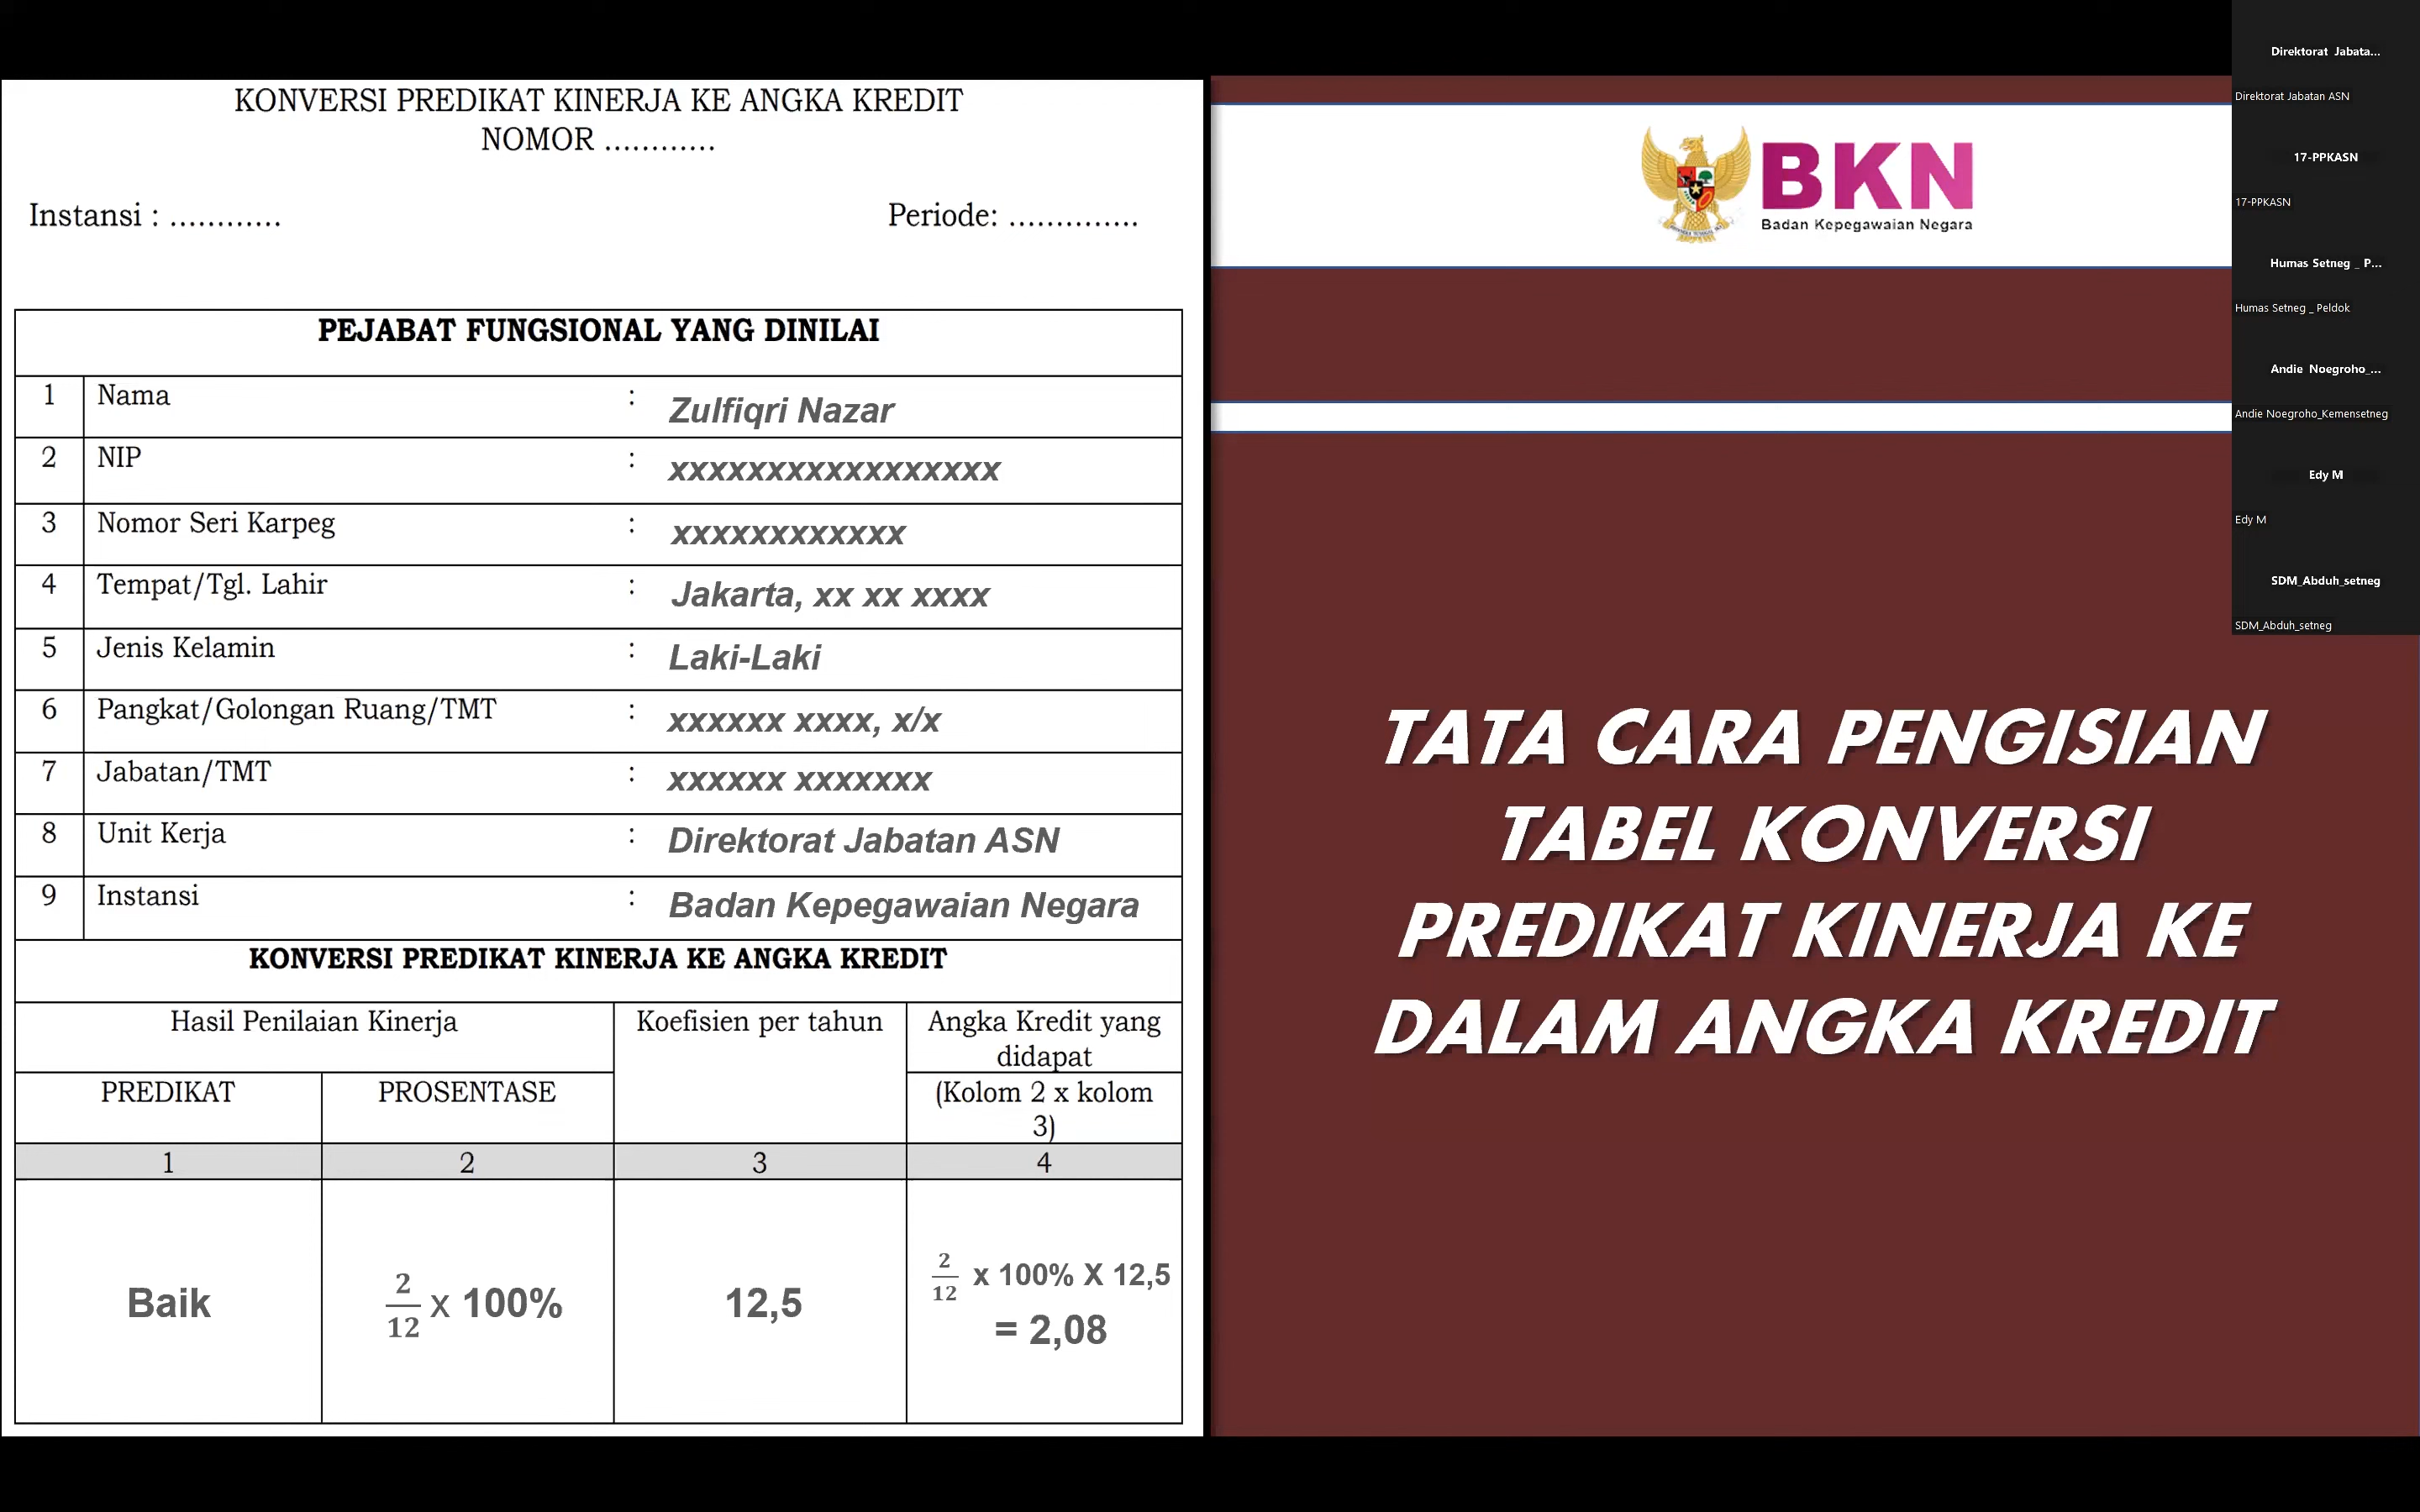 KONVERSI PREDIKAT KINERJA KE ANGKA KREDIT
NOMOR ............
Instansi : ............ Periode: ..............
PEJABAT FUNGSIONAL YANG DINILAI
1 Nama : Zulfiqri Nazar
2 NIP : xxxxxxxxxxxxxxxxx
3 Nomor Seri Karpeg : xxxxxxxxxxxx
4 Tempat/Tgl. Lahir : Jakarta, xx xx xxxx
5 Jenis Kelamin : Laki-Laki
6 Pangkat/Golongan Ruang/TMT : xxxxxx xxxx, x/x
7 Jabatan/TMT : xxxxxx xxxxxxx
8 Unit Kerja : Direktorat Jabatan ASN
9 Instansi : Badan Kepegawaian Negara
KONVERSI PREDIKAT KINERJA KE ANGKA KREDIT
Hasil Penilaian Kinerja
Koefisien per tahun
Angka Kredit yang
didapat
PREDIKAT
PROSENTASE
(Kolom 2 x kolom
3)
1 2 3 4
Baik
2/12 x 100%
12,5
2/12 x 100% X 12,5
= 2,08
BKN
Badan Kepegawaian Negara
TATA CARA PENGISIAN
TABEL KONVERSI
PREDIKAT KINERJA KE
DALAM ANGKA KREDIT
Direktorat Jabata...
Direktorat Jabatan ASN
17-PPKASN
17-PPKASN
Humas Setneg _ P...
Humas Setneg _ Peldok
Andie Noegroho_...
Andie Noegroho_Kemensetneg
Edy M
Edy M
SDM_Abduh_setneg
SDM_Abduh_setneg